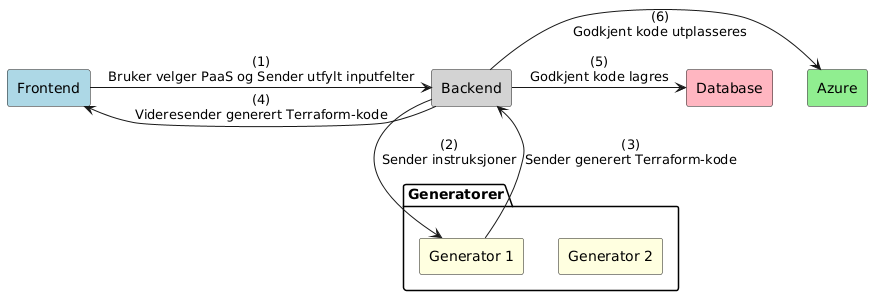 (6)
Godkjent kode utplasseres
(1)
Bruker velger PaaS og Sender utfylt inputfelter
(5)
Godkjent kode lagres
Frontend
Backend
Database
Azure
(4)
Videresender generert Terraform-kode
(2)
Sender instruksjoner
(3)
Sender generert Terraform-kode
Generatorer
Generator 1
Generator 2